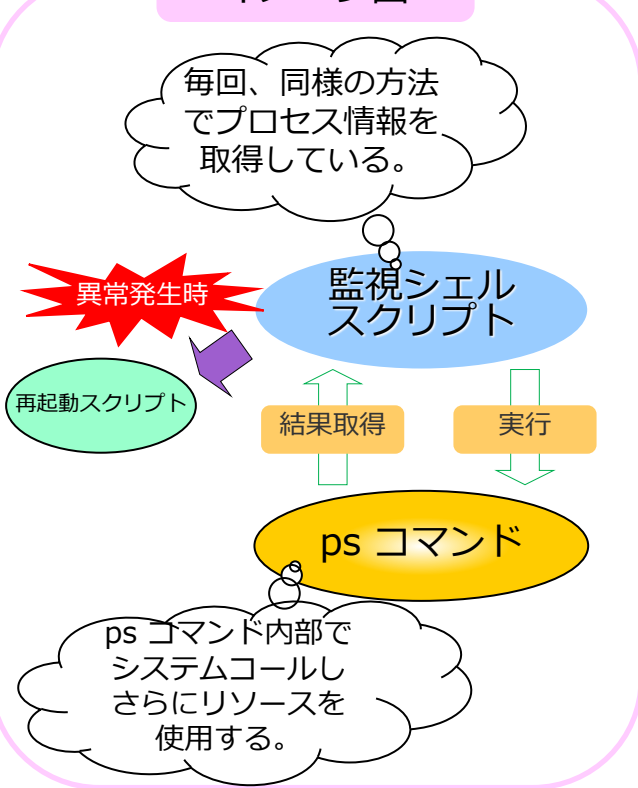 毎回、同様の方法
でプロセス情報を
取得している。
異常発生時
監視シェル
スクリプト
再起動スクリプト
結果取得
実行
ps コマンド
ps コマンド内部で
システムコールし
さらにリソースを
使用する。